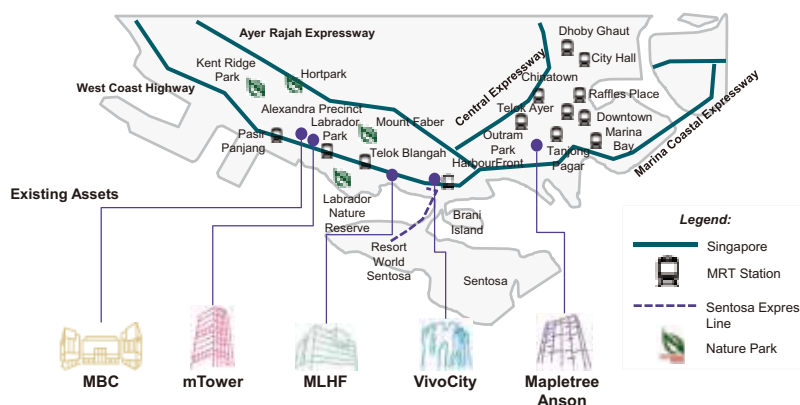 Dhoby Ghaut
Ayer Rajah Expressway
City Hall
Kent Ridge
Park
Hortpark
Central Expressway
Chinatown
West Coast Highway
Raffles Place
Marina Coastal Expressway
Alexandra Precinct
Labrador
Park
Mount Faber
Telok Ayer
Downtown
Pasir
Panjang
Outram
Park
Marina
Bay
Telok Blangah
Tanjong
Pagar
HarbourFront
Existing Assets
Labrador
Nature
Reserve
Brani
Island
Resort
World
Sentosa
Sentosa
Legend:
Singapore
MRT Station
Sentosa Expres
Line
Nature Park
MBC
mTower
MLHF
VivoCity
Mapletree
Anson